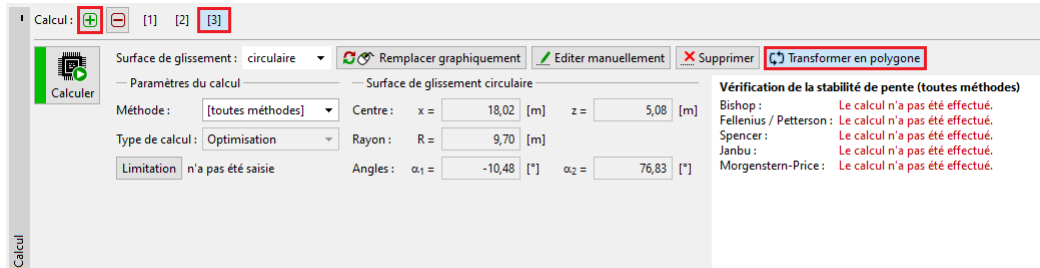 Calcul : [1] [2] [3]
Calculer
Surface de glissement : circulaire Remplacer graphiquement Editer manuellement Supprimer Transformer en polygone
Paramètres du calcul
Méthode : [toutes méthodes]
Type de calcul : Optimisation
Limitation n'a pas été saisie
Surface de glissement circulaire
Centre : x = 18,02 [m] z = 5,08 [m]
Rayon : R = 9,70 [m]
Angles : α₁ = -10,48 [°] α₂ = 76,83 [°]
Vérification de la stabilité de pente (toutes méthodes)
Bishop : Le calcul n'a pas été effectué.
Fellenius / Petterson : Le calcul n'a pas été effectué.
Spencer : Le calcul n'a pas été effectué.
Janbu : Le calcul n'a pas été effectué.
Morgenstern-Price : Le calcul n'a pas été effectué.
Calcul